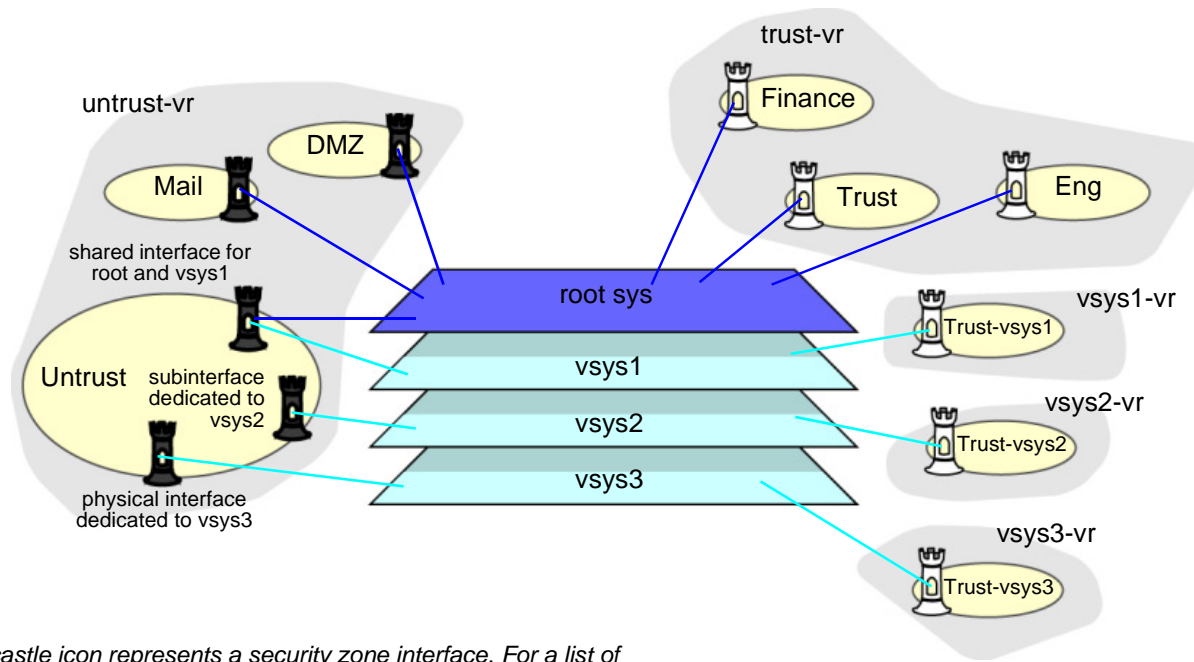 trust-vr
Finance
Trust
Eng
untrust-vr
DMZ
Mail
shared interface for
root and vsys1
Untrust
subinterface
dedicated to
vsys2
physical interface
dedicated to vsys3
root sys
vsys1
vsys2
vsys3
vsys1-vr
Trust-vsys1
vsys2-vr
Trust-vsys2
vsys3-vr
Trust-vsys3
castle icon represents a security zone interface. For a list of